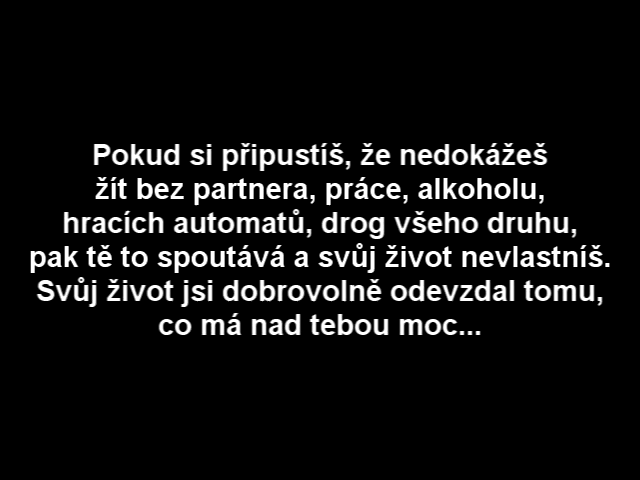 Pokud si připustíš, že nedokážeš
žít bez partnera, práce, alkoholu,
hracích automatů, drog všeho druhu,
pak tě to spoutává a svůj život nevlastníš.
Svůj život jsi dobrovolně odevzdal tomu,
co má nad tebou moc...